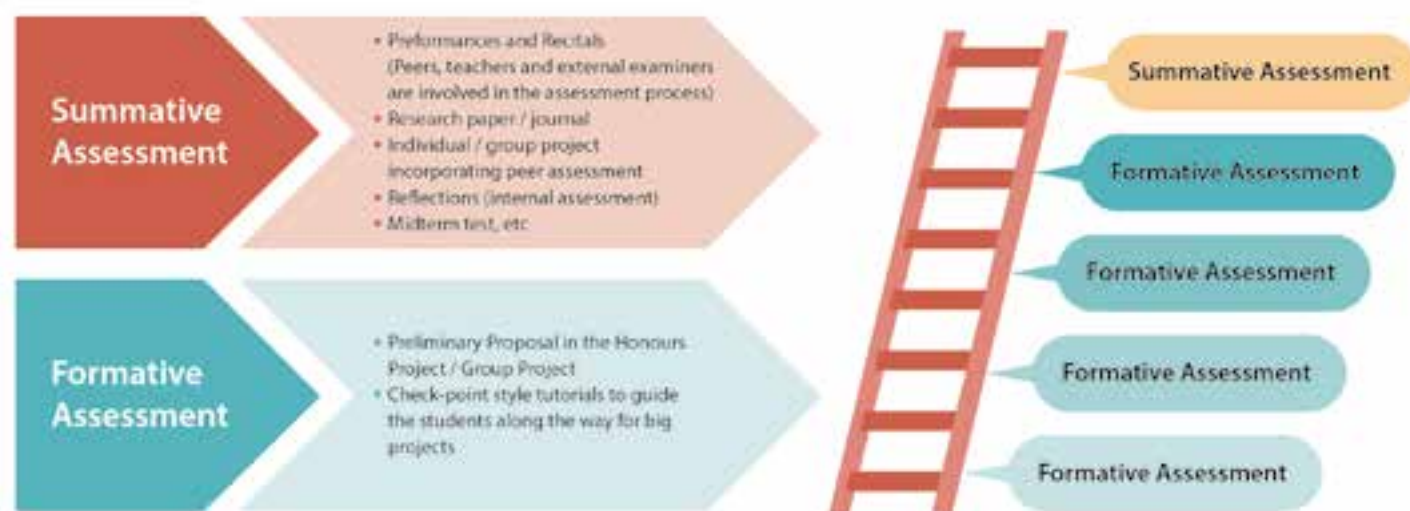 Summative
Assessment
• Preformances and Recitals
(Peers, teachers and external examiners
are involved in the assessment process)
• Research paper / journal
• Individual / group project
incorporating peer assessment
• Reflections (internal assessment)
• Midterm test, etc
Formative
Assessment
• Preliminary Proposal in the Honours
Project / Group Project
• Check-point style tutorials to guide
the students along the way for big
projects
Summative Assessment
Formative Assessment
Formative Assessment
Formative Assessment
Formative Assessment